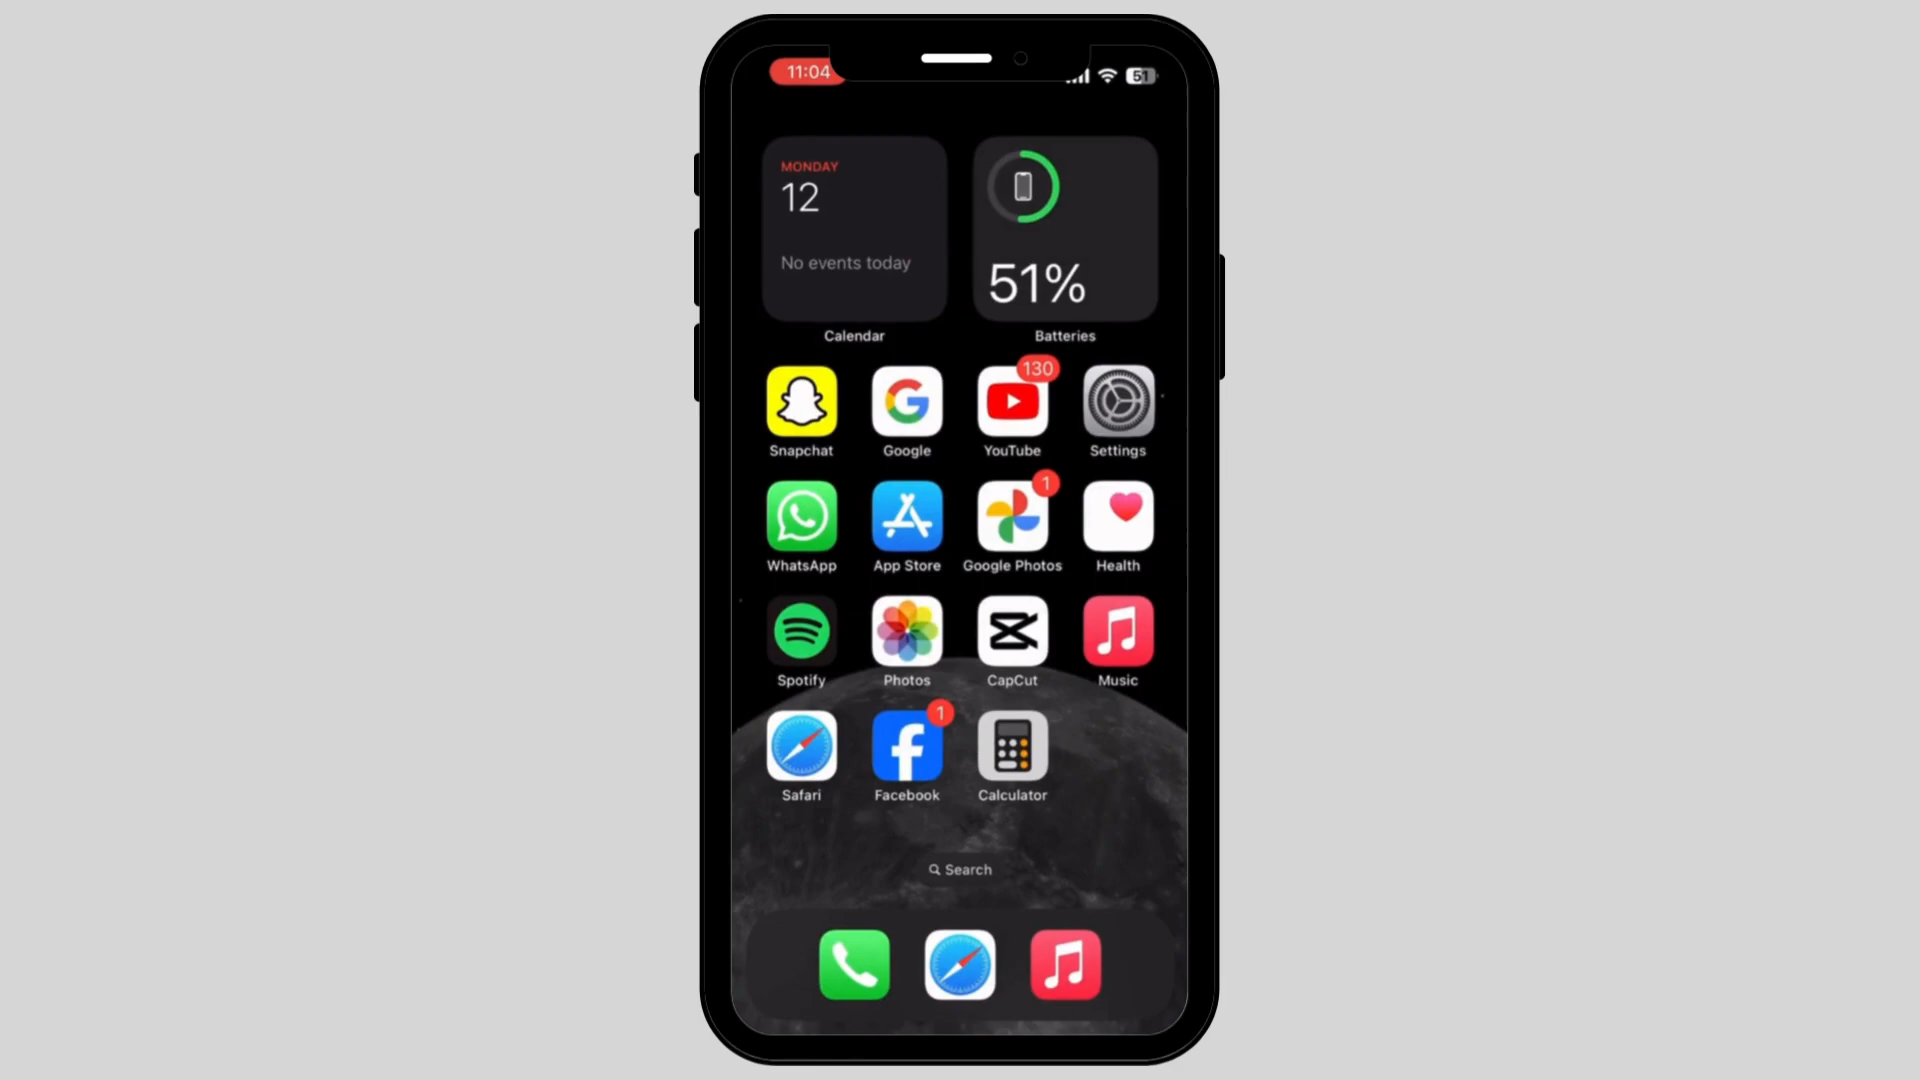 11:04
51
MONDAY
12
No events today
51%
Calendar
Batteries
130
Snapchat
Google
YouTube
Settings
1
WhatsApp
App Store
Google Photos
Health
Spotify
Photos
CapCut
Music
1
Safari
Facebook
Calculator
Search